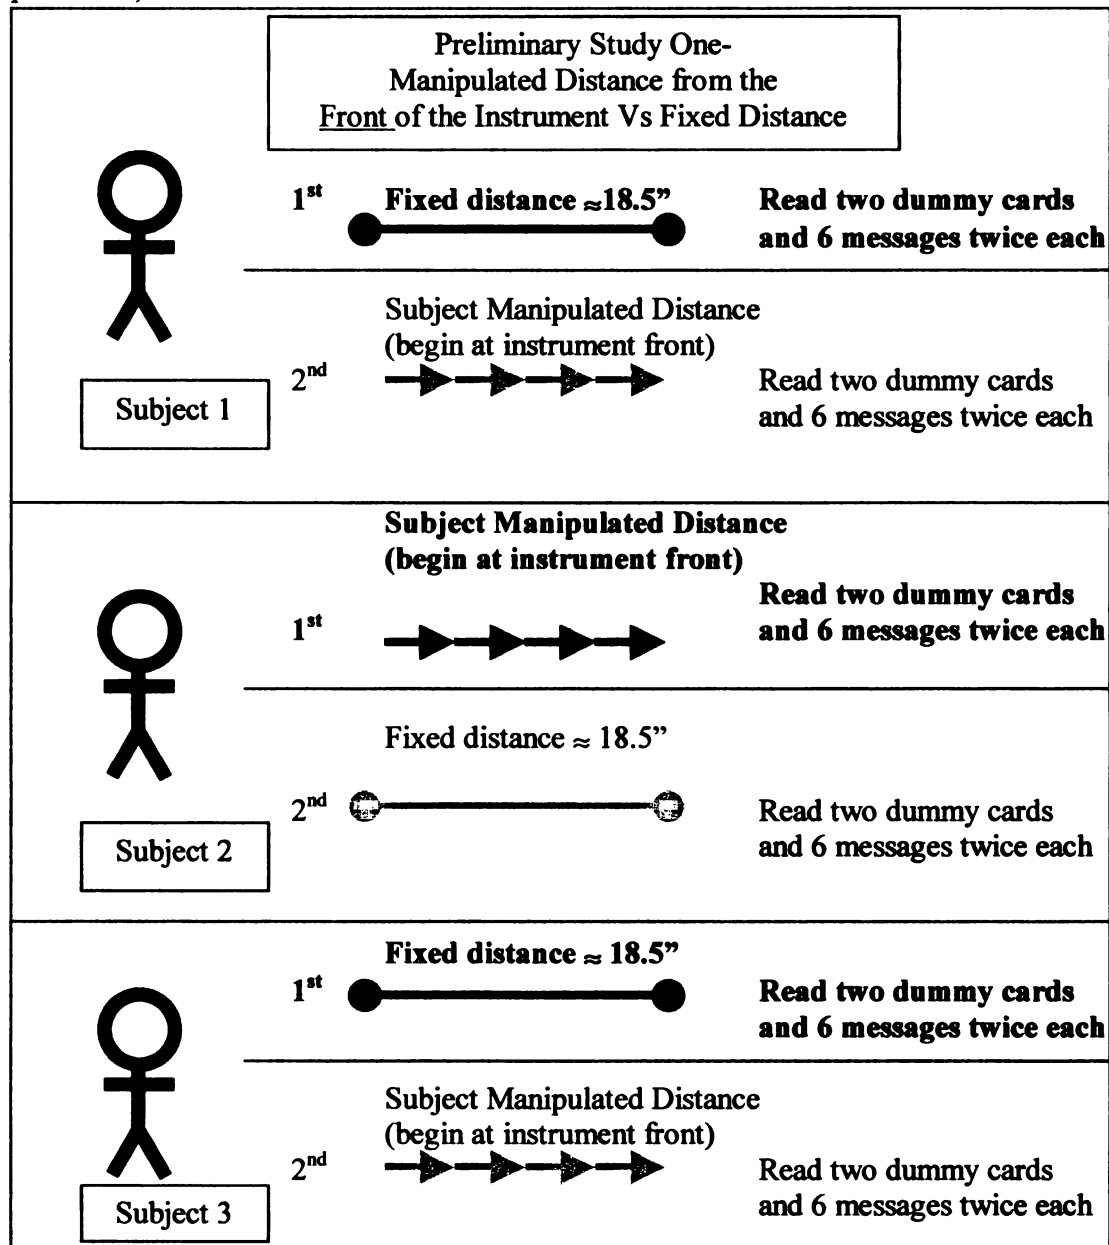 Preliminary Study One-
Manipulated Distance from the
Front of the Instrument Vs Fixed Distance
1st Fixed distance ≈18.5” Read two dummy cards
and 6 messages twice each
Subject Manipulated Distance
(begin at instrument front)
2nd Read two dummy cards
and 6 messages twice each
Subject 1
Subject Manipulated Distance
(begin at instrument front)
Read two dummy cards
1st and 6 messages twice each
Fixed distance ≈ 18.5”
2nd Read two dummy cards
and 6 messages twice each
Subject 2
Fixed distance ≈ 18.5”
1st Read two dummy cards
and 6 messages twice each
Subject Manipulated Distance
(begin at instrument front)
2nd Read two dummy cards
and 6 messages twice each
Subject 3